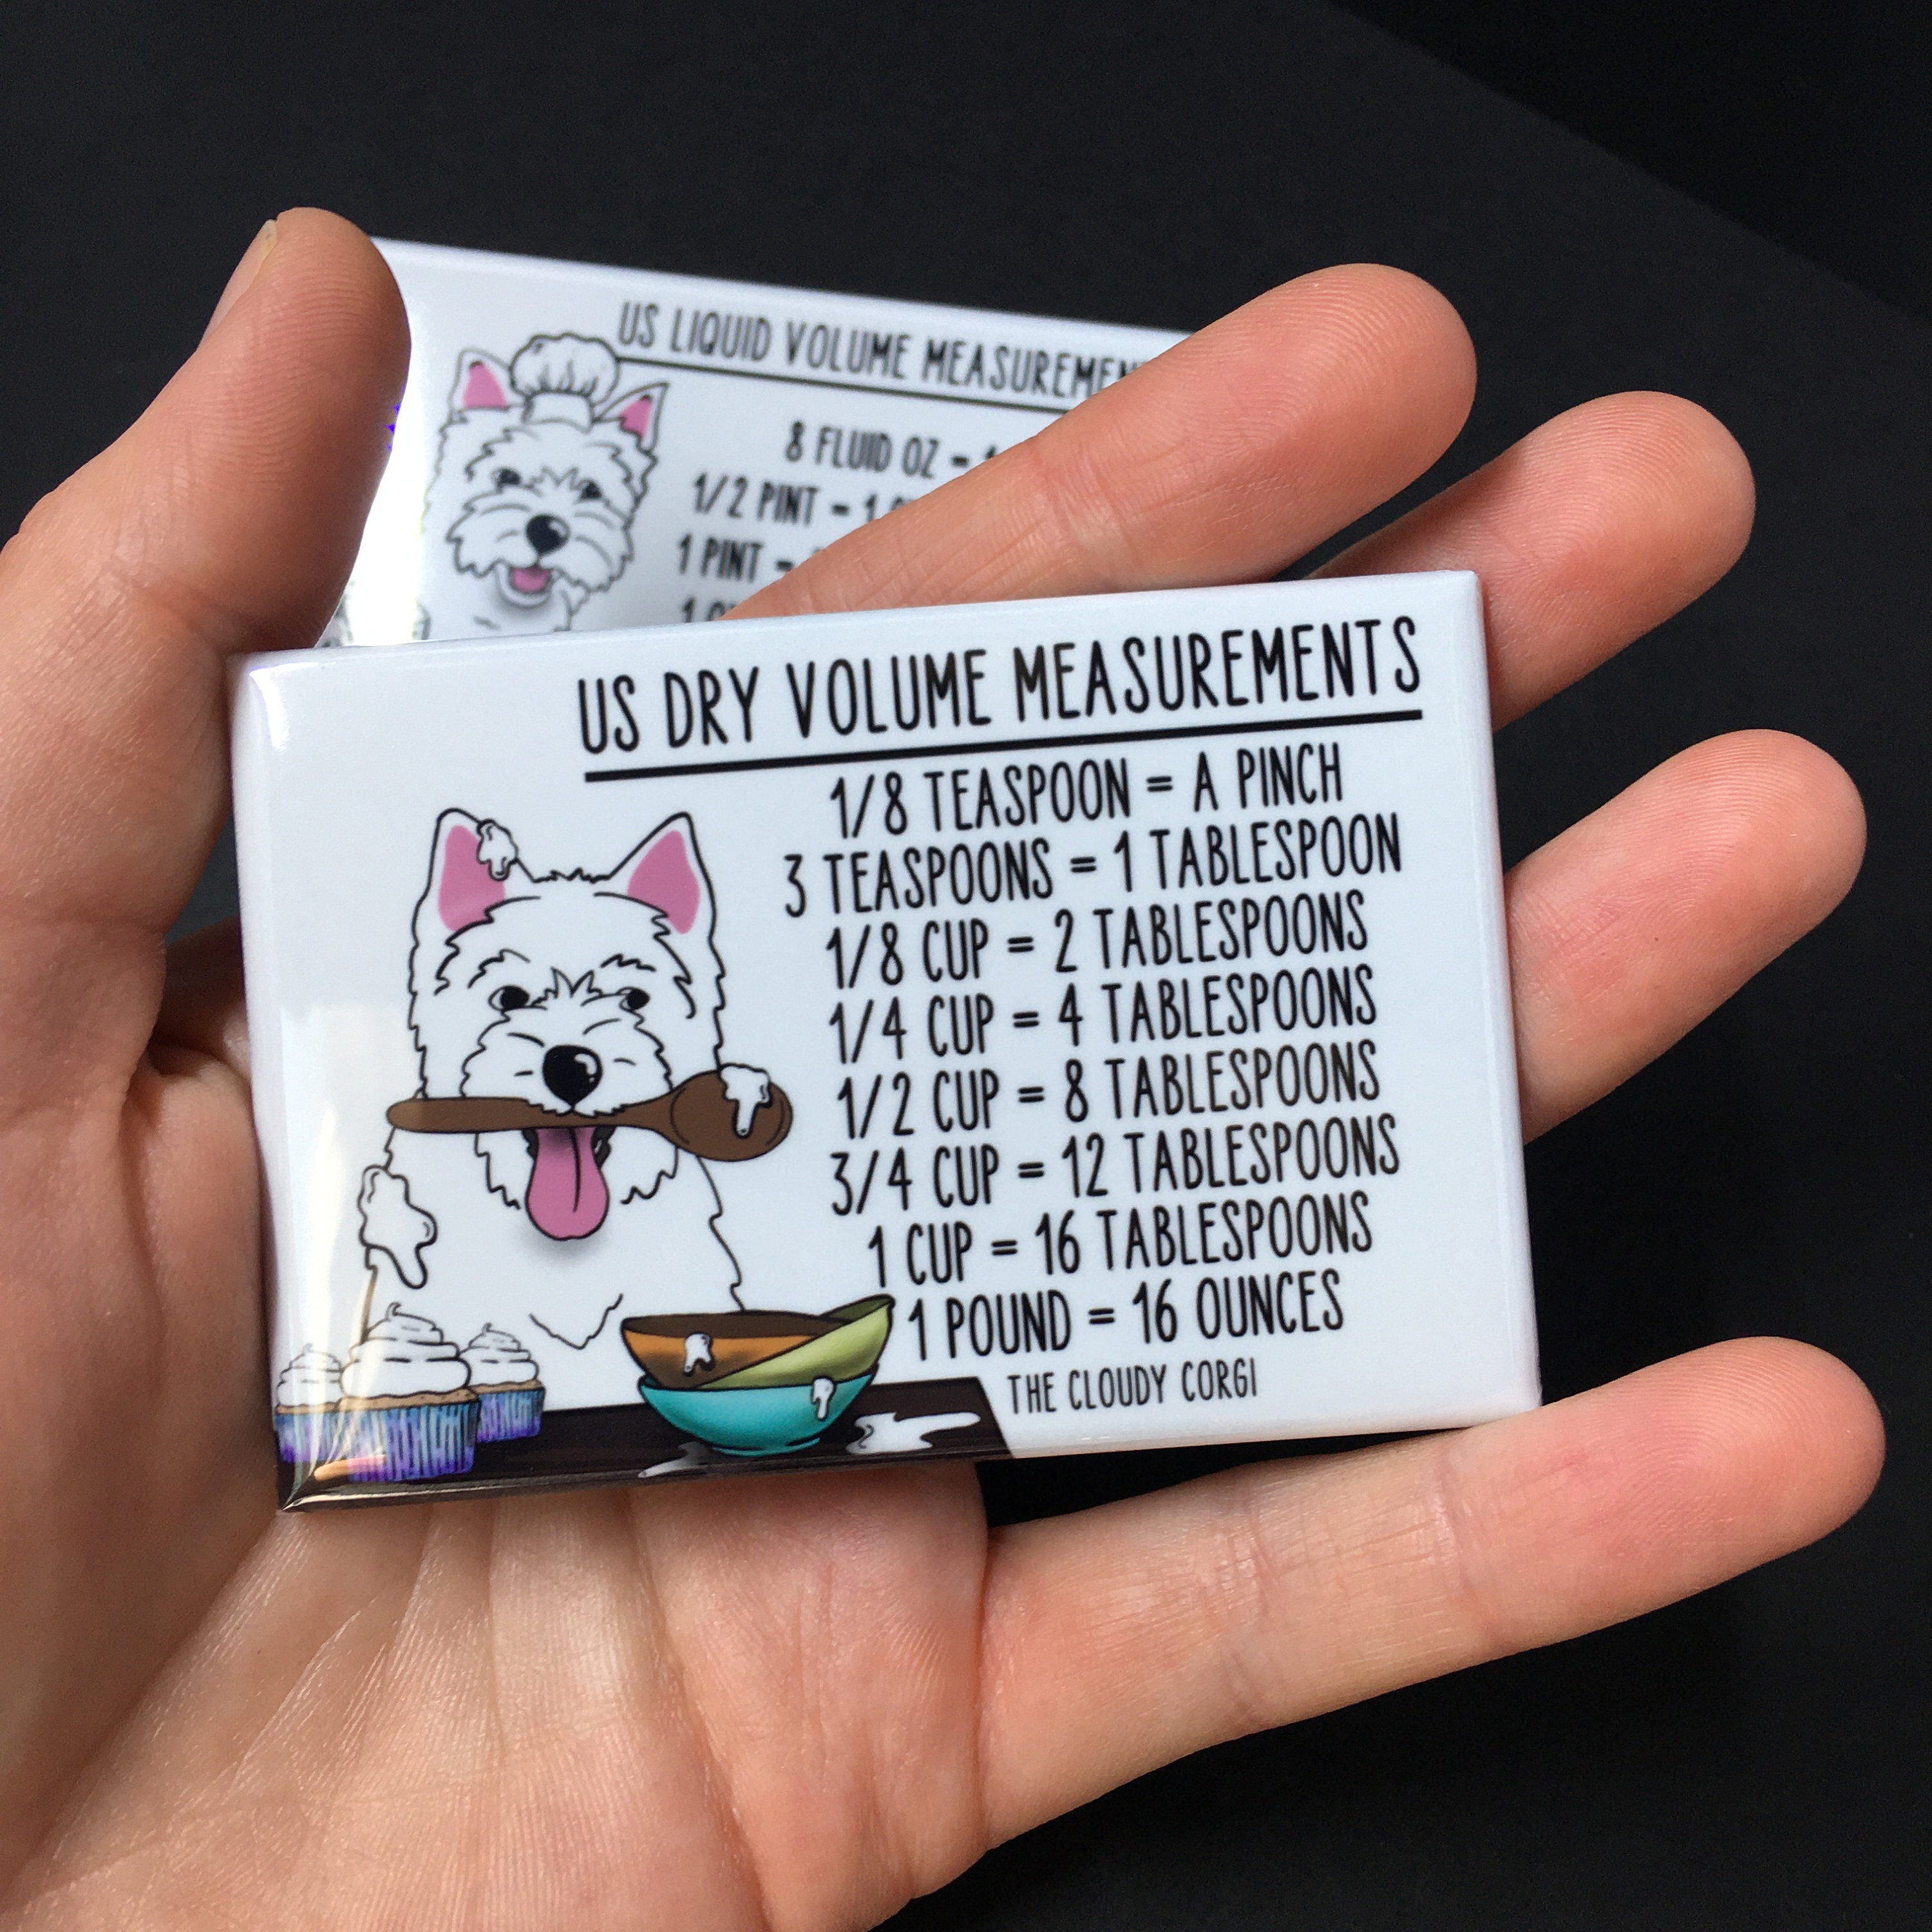 US LIQUID VOLUME
8 FLUID OZ =
1/2 PINT = 1
1 PINT =
1
US DRY VOLUME MEASUREMENTS
1/8 TEASPOON = A PINCH
3 TEASPOONS = 1 TABLESPOON
1/8 CUP = 2 TABLESPOONS
1/4 CUP = 4 TABLESPOONS
1/2 CUP = 8 TABLESPOONS
3/4 CUP = 12 TABLESPOONS
1 CUP = 16 TABLESPOONS
1 POUND = 16 OUNCES
THE CLOUDY CORGI